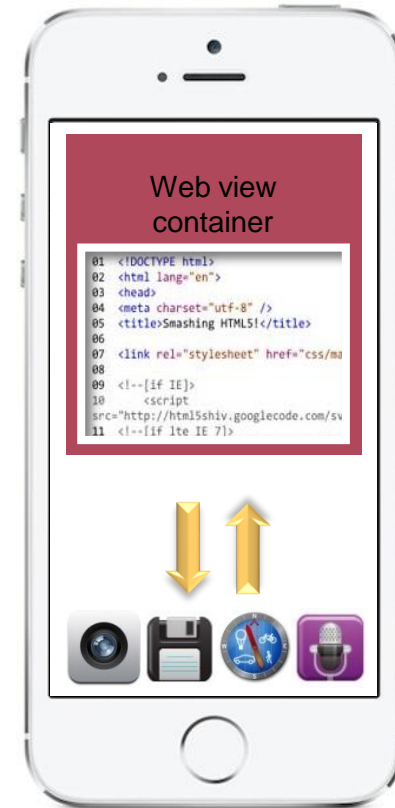 Web view
container
01 <!DOCTYPE html>
02 <html lang="en">
03 <head>
04 <meta charset="utf-8" />
05 <title>Smashing HTML5!</title>
06
07 <link rel="stylesheet" href="css/ma
08
09 <!--[if IE]>
10 <script
src="http://html5shiv.googlecode.com/sv
11 <!--[if lte IE 7]>